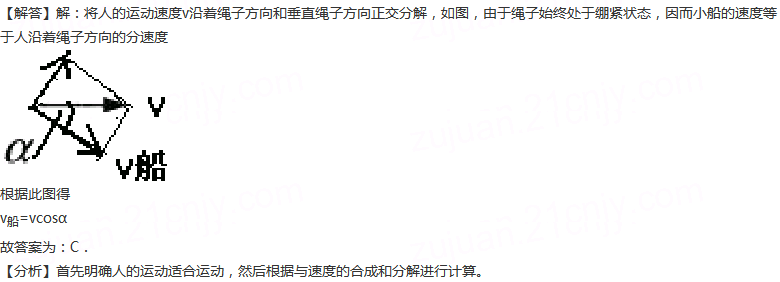 【解答】解：将人的运动速度v沿着绳子方向和垂直绳子方向正交分解，如图，由于绳子始终处于绷紧状态，因而小船的速度等
于人沿着绳子方向的分速度
v
α
v船
根据此图得
v船=vcosα
故答案为：C．
【分析】首先明确人的运动适合运动，然后根据与速度的合成和分解进行计算。